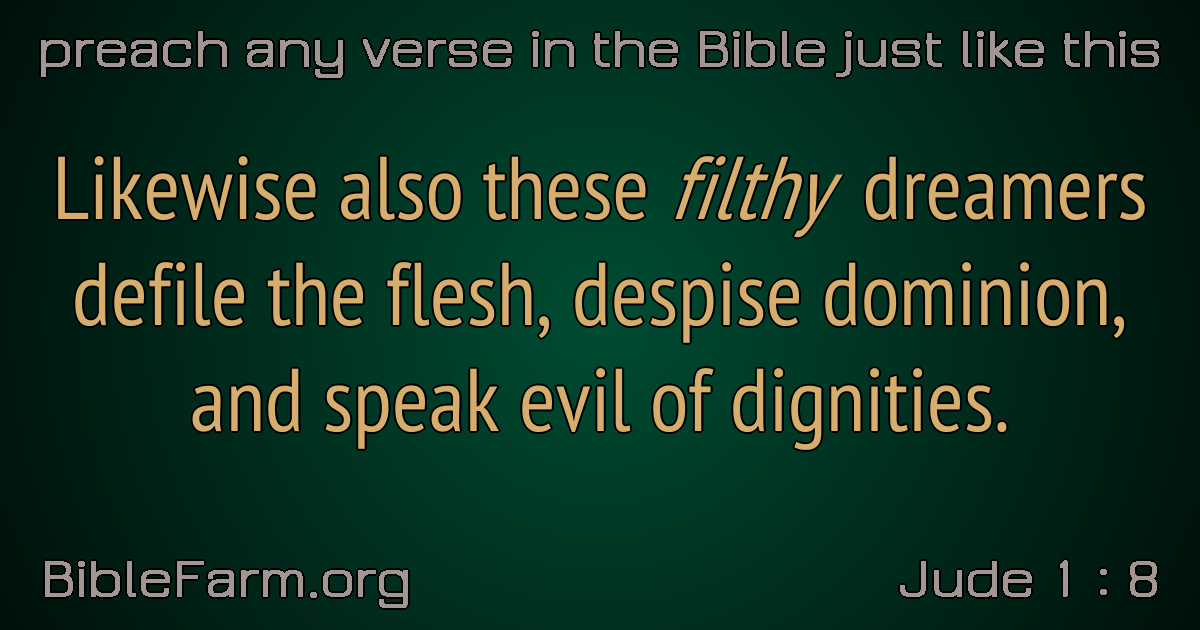 preach any verse in the Bible just like this
Likewise also these filthy dreamers
defile the flesh, despise dominion,
and speak evil of dignities.
BibleFarm.org
Jude 1 : 8